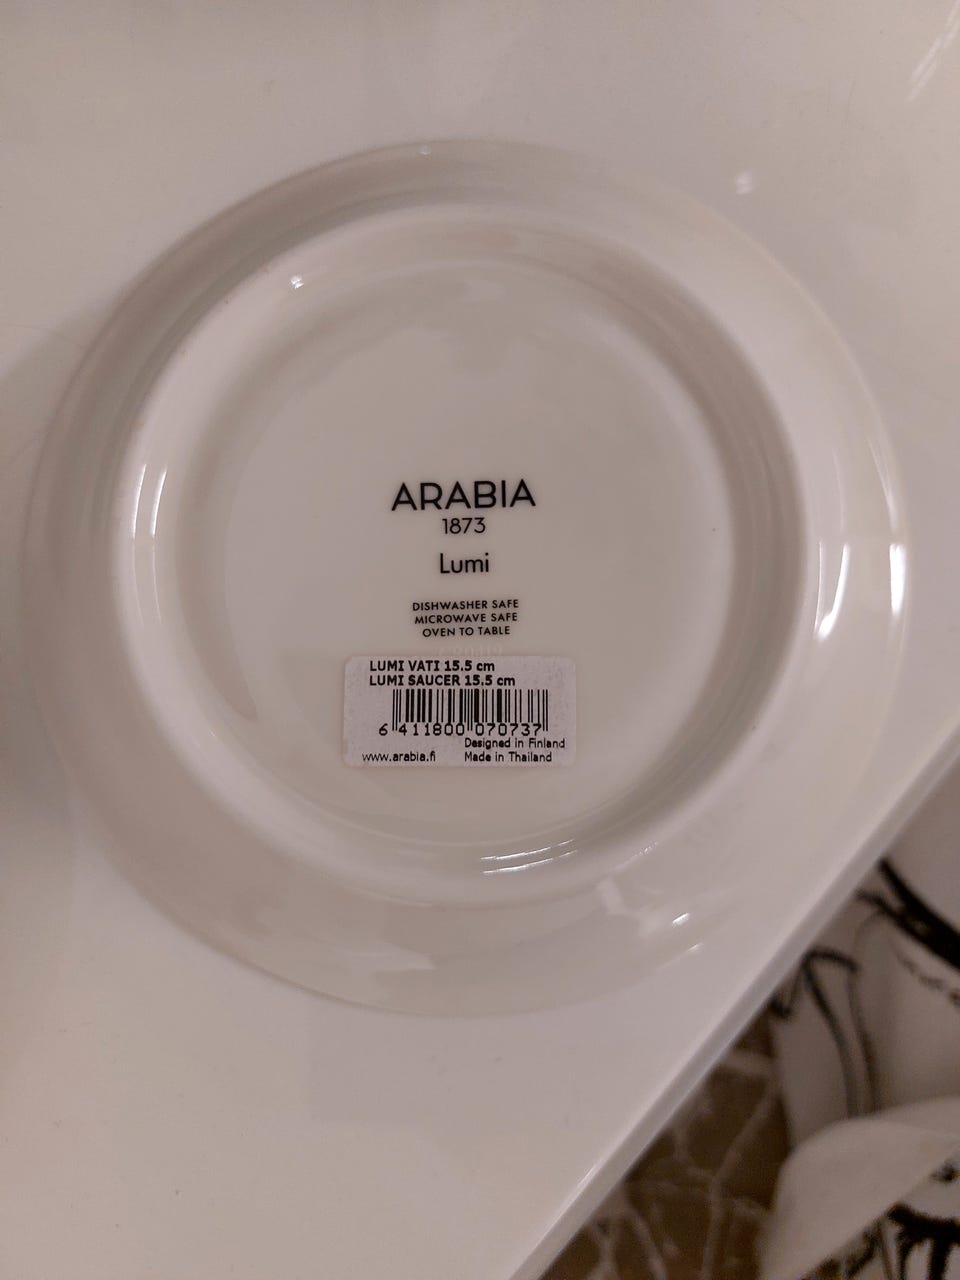 ARABIA
1873
Lumi
DISHWASHER SAFE
MICROWAVE SAFE
OVEN TO TABLE
LUMI VATI 15.5 cm
LUMI SAUCER 15.5 cm
6 411800 070737
Designed in Finland
www.arabia.fi Made in Thailand